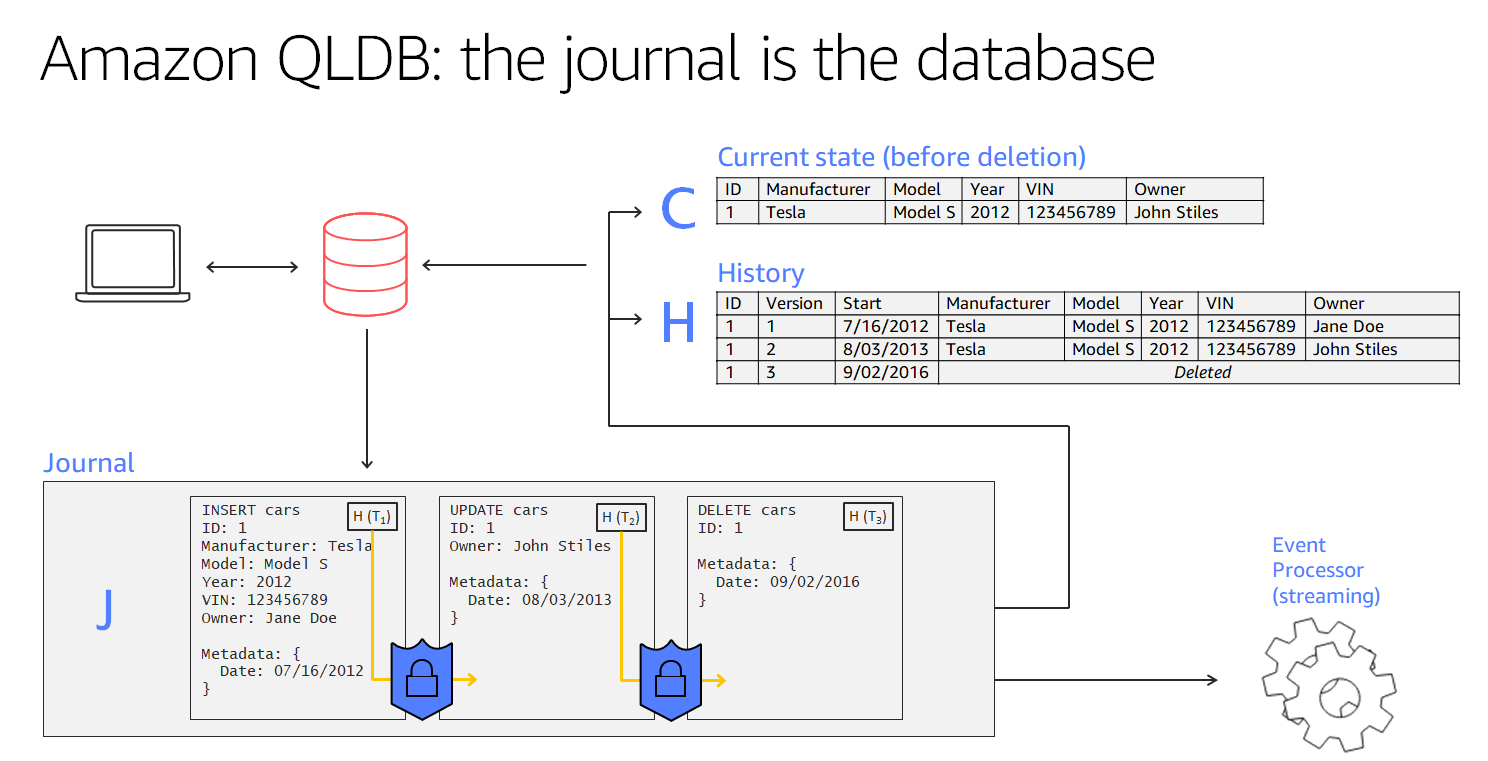 Amazon QLDB: the journal is the database
Current state (before deletion)
C
ID Manufacturer Model Year VIN Owner
1 Tesla Model S 2012 123456789 John Stiles
History
H
ID Version Start Manufacturer Model Year VIN Owner
1 1 7/16/2012 Tesla Model S 2012 123456789 Jane Doe
1 2 8/03/2013 Tesla Model S 2012 123456789 John Stiles
1 3 9/02/2016 Deleted
Journal
J
INSERT cars
ID: 1
Manufacturer: Tesla
Model: Model S
Year: 2012
VIN: 123456789
Owner: Jane Doe
Metadata: {
Date: 07/16/2012
}
H (T1)
UPDATE cars
ID: 1
Owner: John Stiles
Metadata: {
Date: 08/03/2013
}
H (T2)
DELETE cars
ID: 1
Metadata: {
Date: 09/02/2016
}
H (T3)
Event
Processor
(streaming)